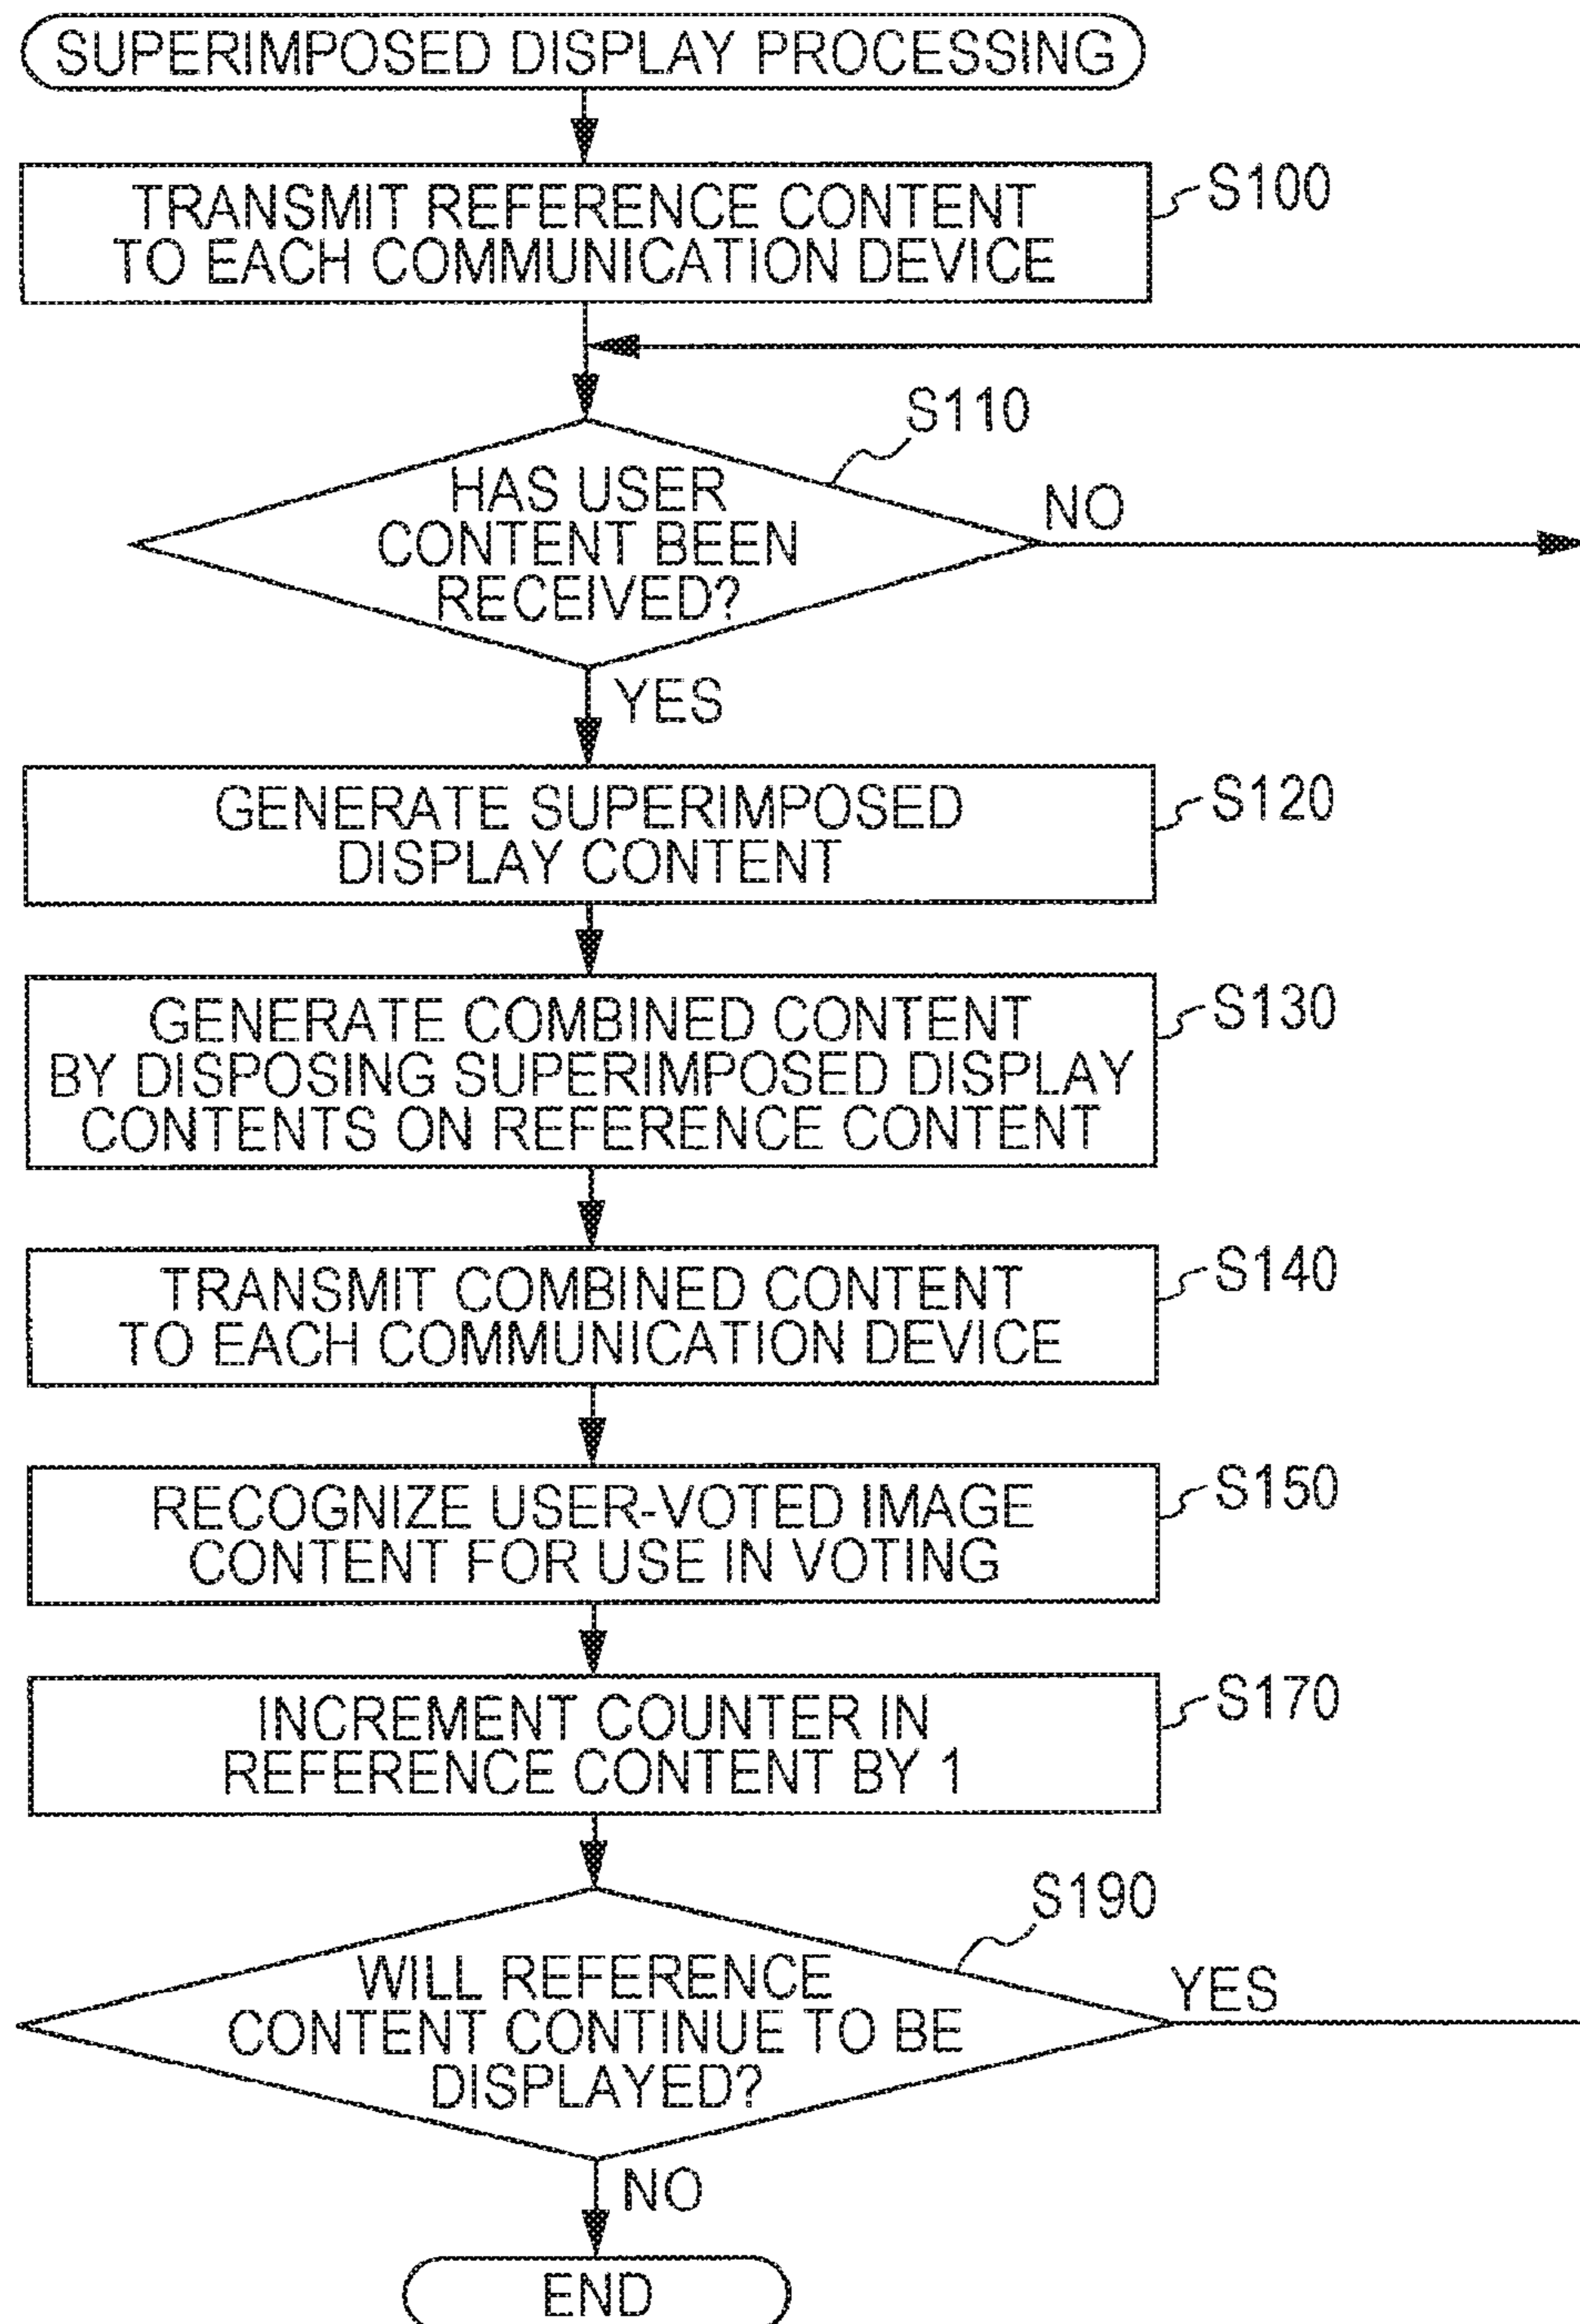 SUPERIMPOSED DISPLAY PROCESSING
TRANSMIT REFERENCE CONTENT
TO EACH COMMUNICATION DEVICE
S100
S110
HAS USER
CONTENT BEEN
RECEIVED?
NO
YES
GENERATE SUPERIMPOSED
DISPLAY CONTENT
S120
GENERATE COMBINED CONTENT
BY DISPOSING SUPERIMPOSED DISPLAY
CONTENTS ON REFERENCE CONTENT
S130
TRANSMIT COMBINED CONTENT
TO EACH COMMUNICATION DEVICE
S140
RECOGNIZE USER-VOTED IMAGE
CONTENT FOR USE IN VOTING
S150
INCREMENT COUNTER IN
REFERENCE CONTENT BY 1
S170
S190
WILL REFERENCE
CONTENT CONTINUE TO BE
DISPLAYED?
YES
NO
END